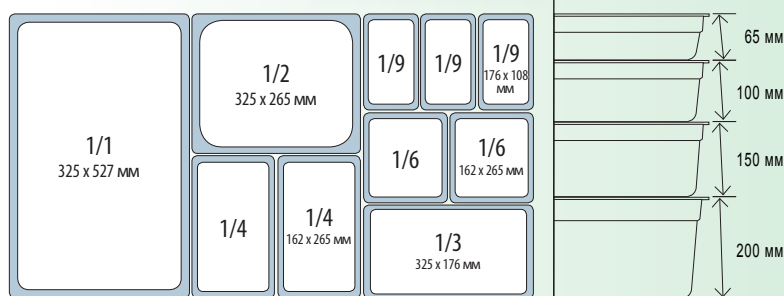 1/1
325 x 527 мм
1/2
325 x 265 мм
1/9
1/9
1/9
176 x 108
мм
1/6
1/6
162 x 265 мм
1/4
1/4
162 x 265 мм
1/3
325 x 176 мм
65 мм
100 мм
150 мм
200 мм